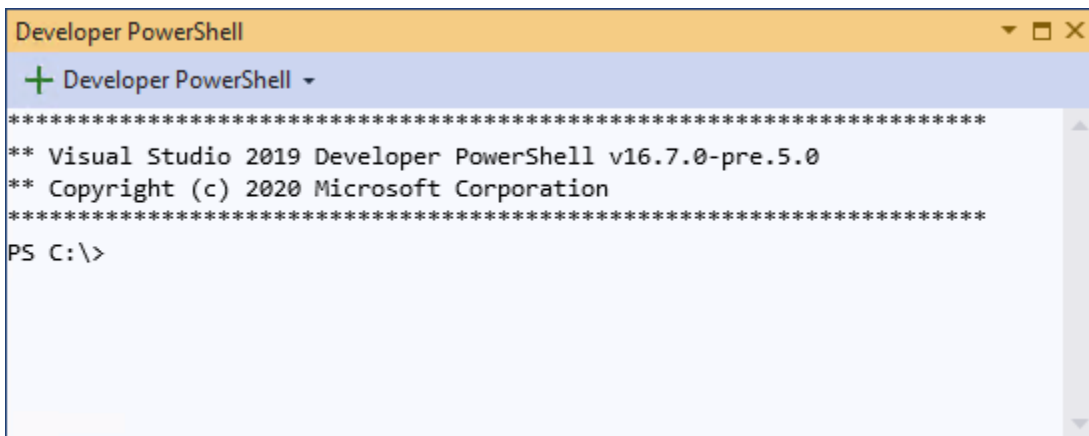 Developer PowerShell
Developer PowerShell
**********************************************************************
** Visual Studio 2019 Developer PowerShell v16.7.0-pre.5.0
** Copyright (c) 2020 Microsoft Corporation
**********************************************************************
PS C:\>